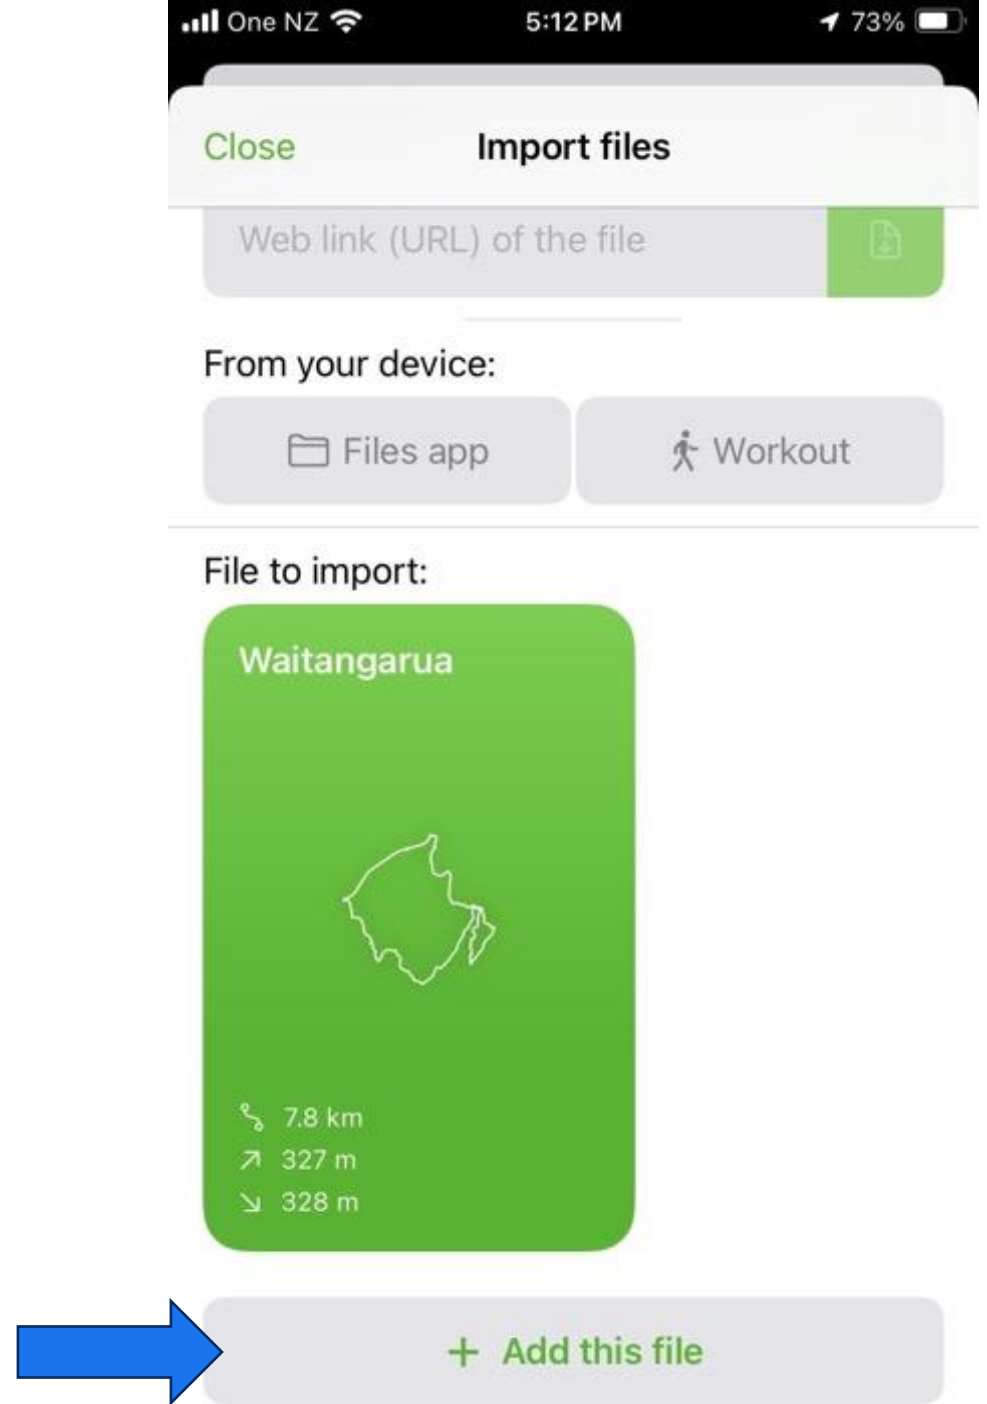 One NZ 5:12 PM 73%
Close Import files
Web link (URL) of the file
From your device:
Files app Workout
File to import:
Waitangarua
7.8 km
327 m
328 m
+ Add this file